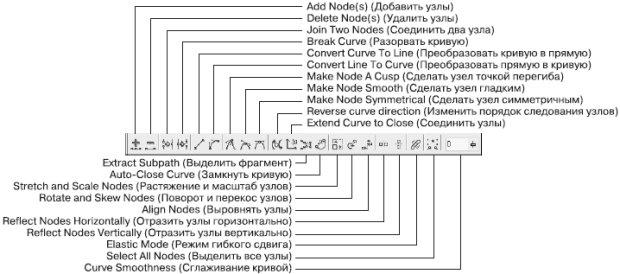 Add Node(s) (Добавить узлы)
Delete Node(s) (Удалить узлы)
Join Two Nodes (Соединить два узла)
Break Curve (Разорвать кривую)
Convert Curve To Line (Преобразовать кривую в прямую)
Convert Line To Curve (Преобразовать прямую в кривую)
Make Node A Cusp (Сделать узел точкой перегиба)
Make Node Smooth (Сделать узел гладким)
Make Node Symmetrical (Сделать узел симметричным)
Reverse curve direction (Изменить порядок следования узлов)
Extend Curve to Close (Соединить узлы)
0
Extract Subpath (Выделить фрагмент)
Auto-Close Curve (Замкнуть кривую)
Stretch and Scale Nodes (Растяжение и масштаб узлов)
Rotate and Skew Nodes (Поворот и перекос узлов)
Align Nodes (Выровнять узлы)
Reflect Nodes Horizontally (Отразить узлы горизонтально)
Reflect Nodes Vertically (Отразить узлы вертикально)
Elastic Mode (Режим гибкого сдвига)
Select All Nodes (Выделить все узлы)
Curve Smoothness (Сглаживание кривой)